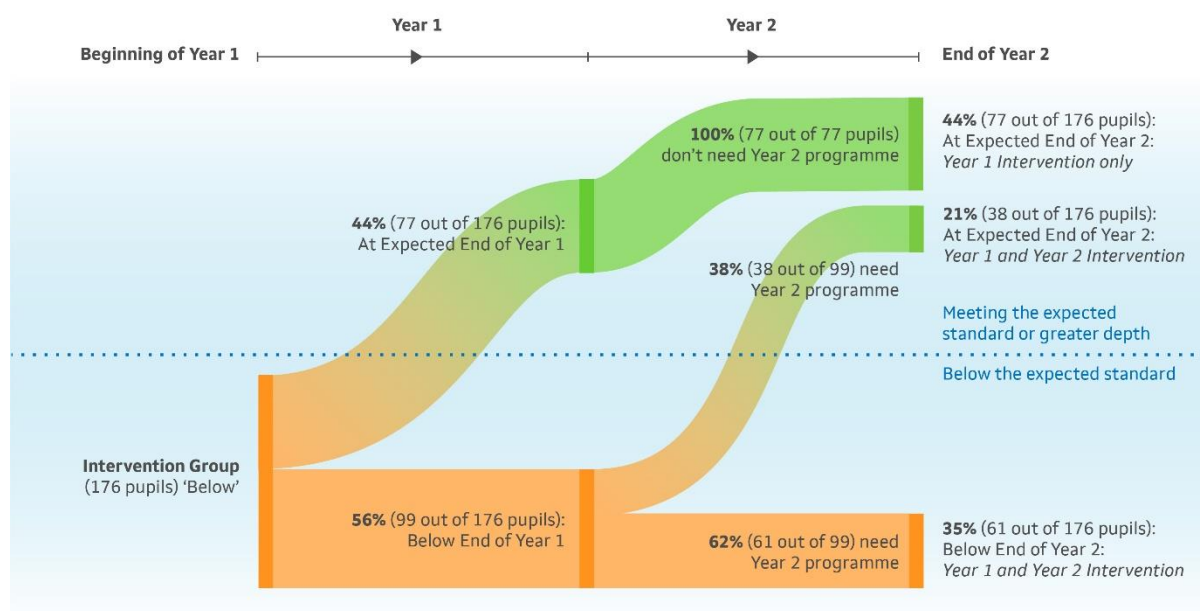 Year 1
Year 2
Beginning of Year 1
End of Year 2
100% (77 out of 77 pupils)
don't need Year 2 programme
44% (77 out of 176 pupils):
At Expected End of Year 2:
Year 1 Intervention only
44% (77 out of 176 pupils):
At Expected End of Year 1
21% (38 out of 176 pupils):
At Expected End of Year 2:
Year 1 and Year 2 Intervention
38% (38 out of 99) need
Year 2 programme
Meeting the expected
standard or greater depth
Below the expected standard
Intervention Group
(176 pupils) ‘Below’
56% (99 out of 176 pupils):
Below End of Year 1
62% (61 out of 99) need
Year 2 programme
35% (61 out of 176 pupils):
Below End of Year 2:
Year 1 and Year 2 Intervention